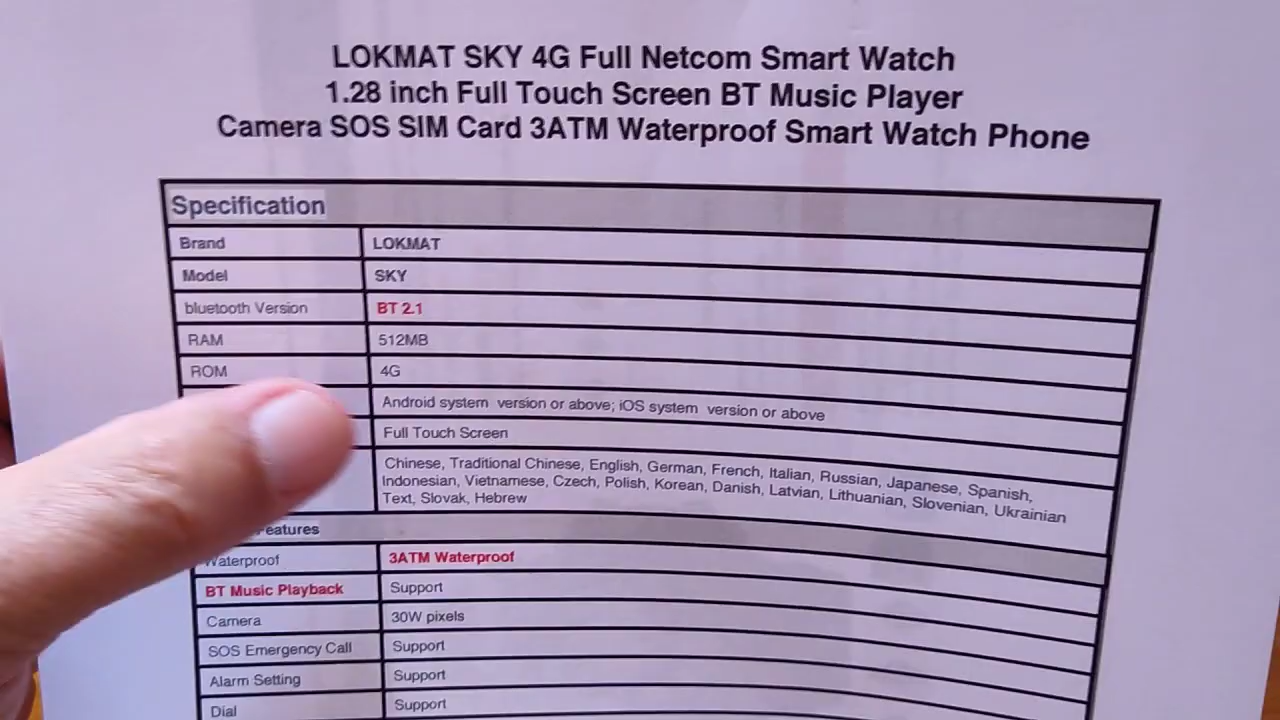 LOKMAT SKY 4G Full Netcom Smart Watch
1.28 inch Full Touch Screen BT Music Player
Camera SOS SIM Card 3ATM Waterproof Smart Watch Phone
Specification
Brand LOKMAT
Model SKY
bluetooth Version BT 2.1
RAM 512MB
ROM 4G
Android system version or above; iOS system version or above
Full Touch Screen
Chinese, Traditional Chinese, English, German, French, Italian, Russian, Japanese, Spanish,
Indonesian, Vietnamese, Czech, Polish, Korean, Danish, Latvian, Lithuanian, Slovenian, Ukrainian
Text, Slovak, Hebrew
Features
Waterproof 3ATM Waterproof
BT Music Playback Support
Camera 30W pixels
SOS Emergency Call Support
Alarm Setting Support
Dial Support